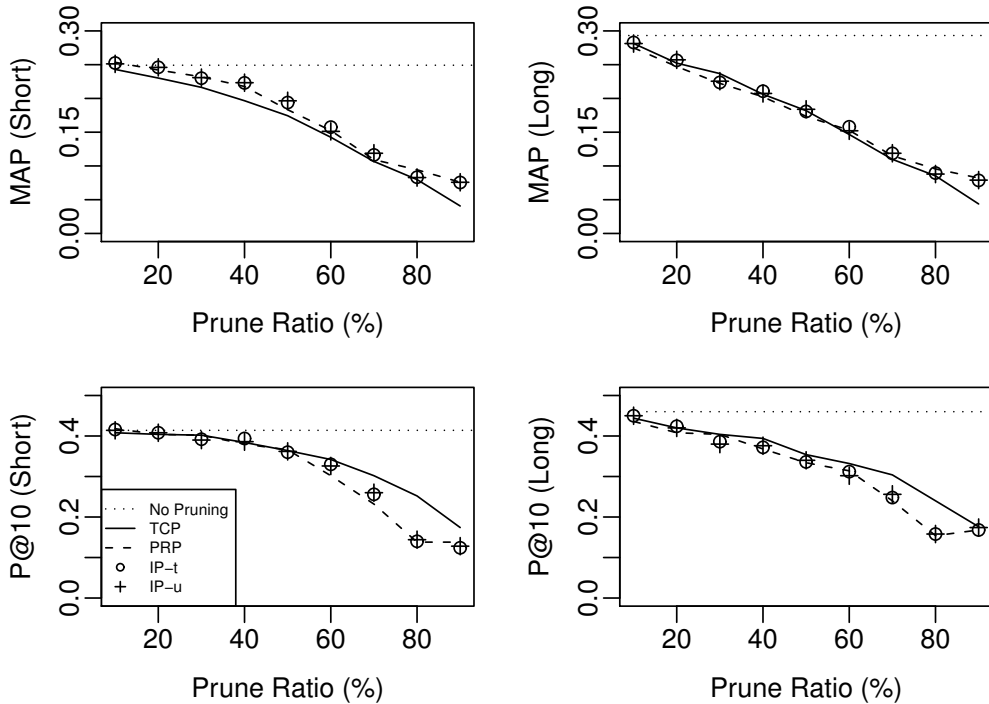 MAP (Short)
0.00 0.15 0.30
20 40 60 80
Prune Ratio (%)
MAP (Long)
0.00 0.15 0.30
20 40 60 80
Prune Ratio (%)
P@10 (Short)
0.0 0.2 0.4
No Pruning
TCP
PRP
IP−t
IP−u
20 40 60 80
Prune Ratio (%)
P@10 (Long)
0.0 0.2 0.4
20 40 60 80
Prune Ratio (%)